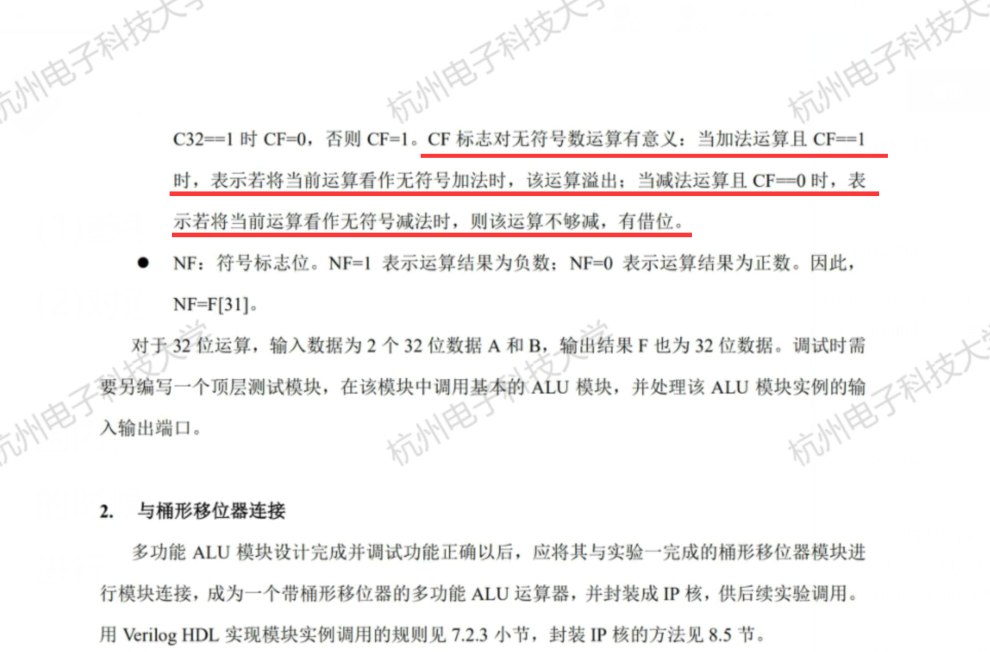 杭州电子科技大学
杭州电子科技大
杭州电子科技大
C32==1 时 CF=0，否则 CF=1。CF 标志对无符号数运算有意义：当加法运算且 CF==1
时，表示若将当前运算看作无符号加法时，该运算溢出；当减法运算且 CF==0 时，表
示若将当前运算看作无符号减法时，则该运算不够减，有借位。
● NF：符号标志位。NF=1 表示运算结果为负数；NF=0 表示运算结果为正数。因此，
NF=F[31]。
对于 32 位运算，输入数据为 2 个 32 位数据 A 和 B，输出结果 F 也为 32 位数据。调试时需
要另编写一个顶层测试模块，在该模块中调用基本的 ALU 模块，并处理该 ALU 模块实例的输
入输出端口。
杭州电子科技大学
杭州电子科技大学
杭州电子科技大学
2. 与桶形移位器连接
多功能 ALU 模块设计完成并调试功能正确以后，应将其与实验一完成的桶形移位器模块进
行模块连接，成为一个带桶形移位器的多功能 ALU 运算器，并封装成 IP 核，供后续实验调用。
用 Verilog HDL 实现模块实例调用的规则见 7.2.3 小节，封装 IP 核的方法见 8.5 节。